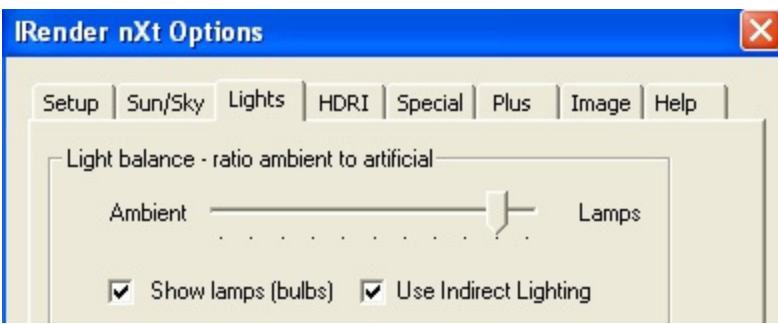 IRender nXt Options
Setup Sun/Sky Lights HDRI Special Plus Image Help
Light balance - ratio ambient to artificial
Ambient Lamps
Show lamps (bulbs) Use Indirect Lighting